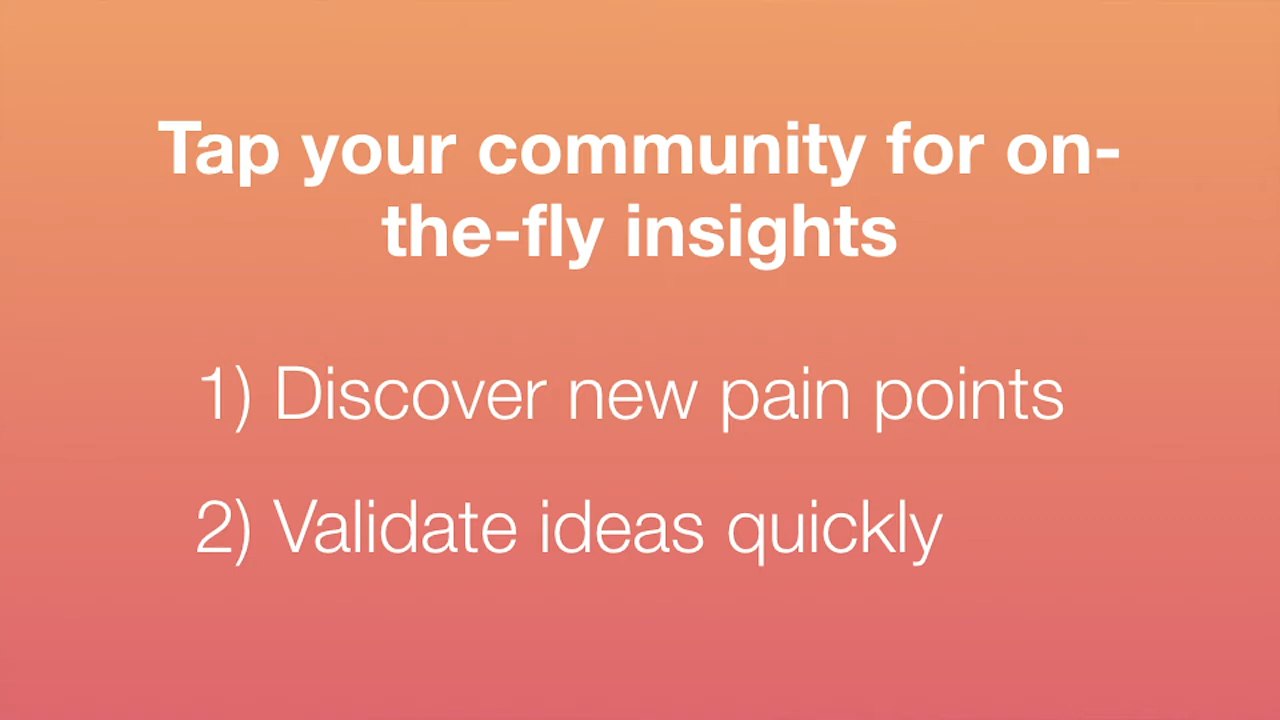 Tap your community for on-
the-fly insights
1) Discover new pain points
2) Validate ideas quickly